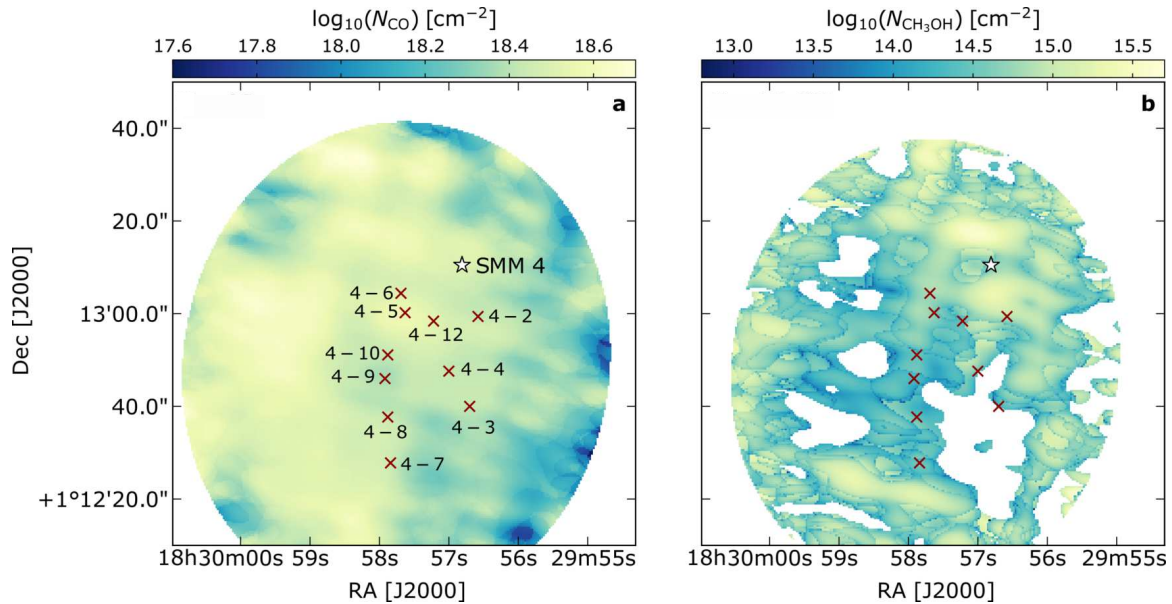 log₁₀(N_CO) [cm⁻²]
17.6 17.8 18.0 18.2 18.4 18.6
a
40.0"
20.0"
13'00.0"
40.0"
+1°12'20.0"
Dec [J2000]
SMM 4
4 – 6
4 – 5
4 – 2
4 – 12
4 – 10
4 – 4
4 – 9
4 – 3
4 – 8
4 – 7
18h30m00s 59s 58s 57s 56s 29m55s
RA [J2000]
log₁₀(N_CH₃OH) [cm⁻²]
13.0 13.5 14.0 14.5 15.0 15.5
b
18h30m00s 59s 58s 57s 56s 29m55s
RA [J2000]